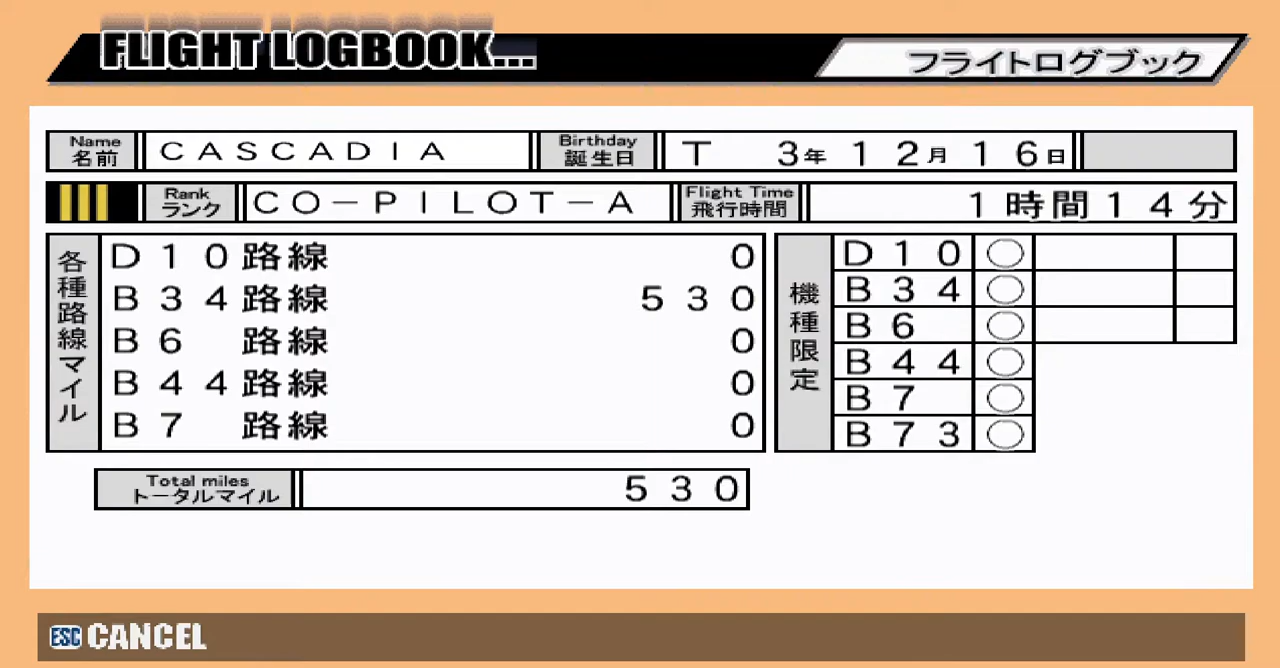 FLIGHT LOGBOOK...
フライトログブック
Name
名前
CASCADIA
Birthday
誕生日
T 3年12月16日
Rank
ランク
CO-PILOT-A
Flight Time
飛行時間
1時間14分
各種路線マイル
D10路線 0
B34路線 530
B6 路線 0
B44路線 0
B7 路線 0
機種限定
D10 ○
B34 ○
B6 ○
B44 ○
B7 ○
B73 ○
Total miles
トータルマイル
530
ESC CANCEL